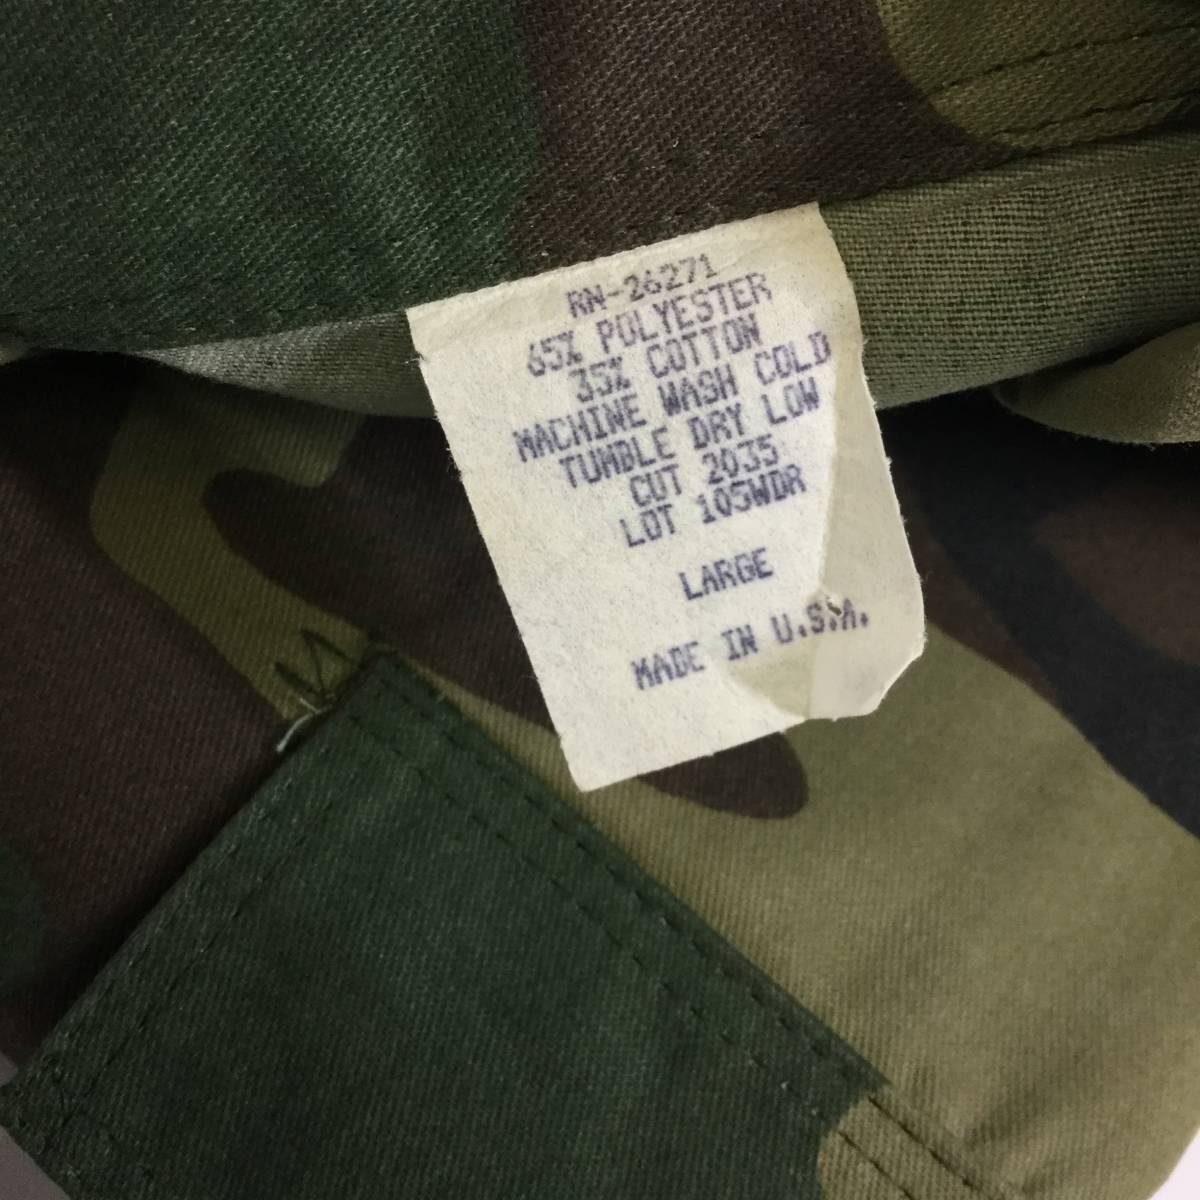 RN-26271
65% POLYESTER
35% COTTON
MACHINE WASH COLD
TUMBLE DRY LOW
CUT 2035
LOT 105WDR
LARGE
MADE IN U.S.A.